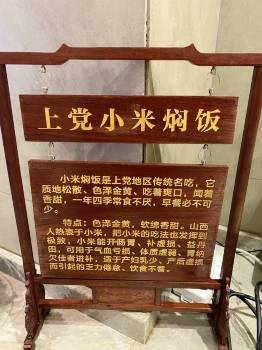 上党小米焖饭
小米焖饭是上党地区传统名吃，它
质地松散、色泽金黄、吃着爽口，闻着
香甜，一年四季常食不厌，早餐必不可
少。
特点：色泽金黄，软绵香甜。山西
人热衷于小米，把小米的吃法也发挥到
极致，小米能开肠胃、补虚损、益丹
田，可用于气血亏损、体质虚弱、胃纳
欠佳者进补；适于产妇乳少、产后虚损
而引起的乏力倦怠、饮食不香。